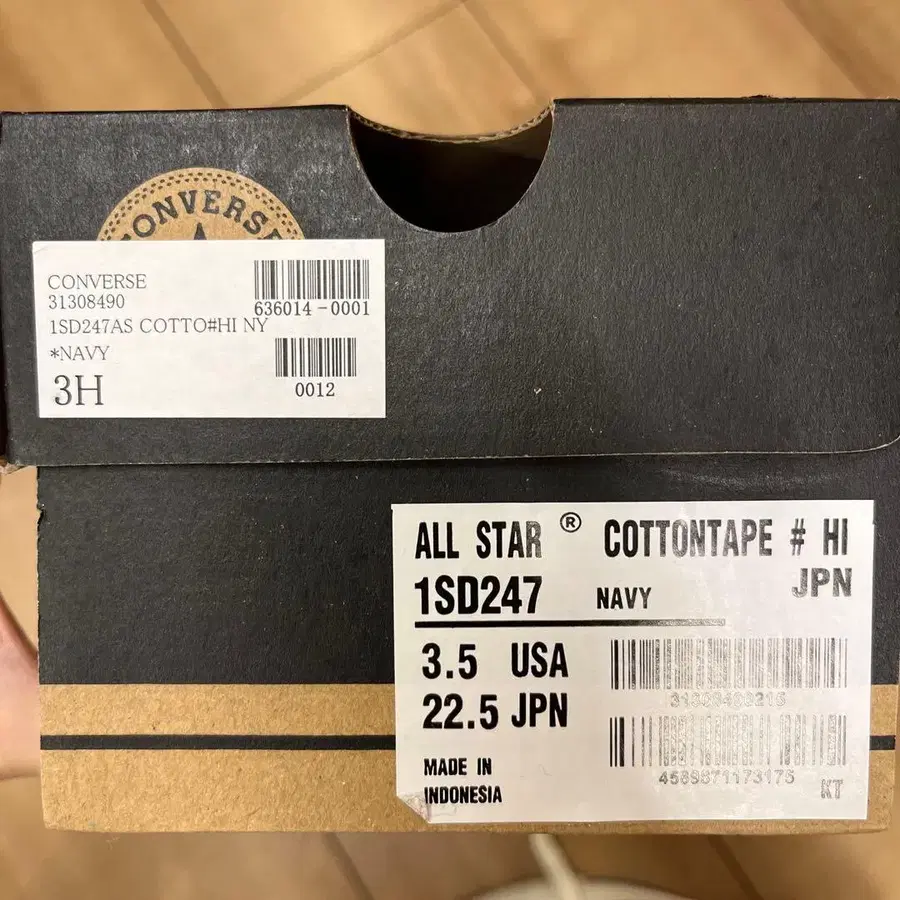 CONVERSE
CONVERSE
31308490
636014-0001
1SD247AS COTTO#HI NY
*NAVY
3H
0012
ALL STAR ® COTTONTAPE # HI
1SD247 NAVY JPN
3.5 USA
22.5 JPN
MADE IN
INDONESIA
KT